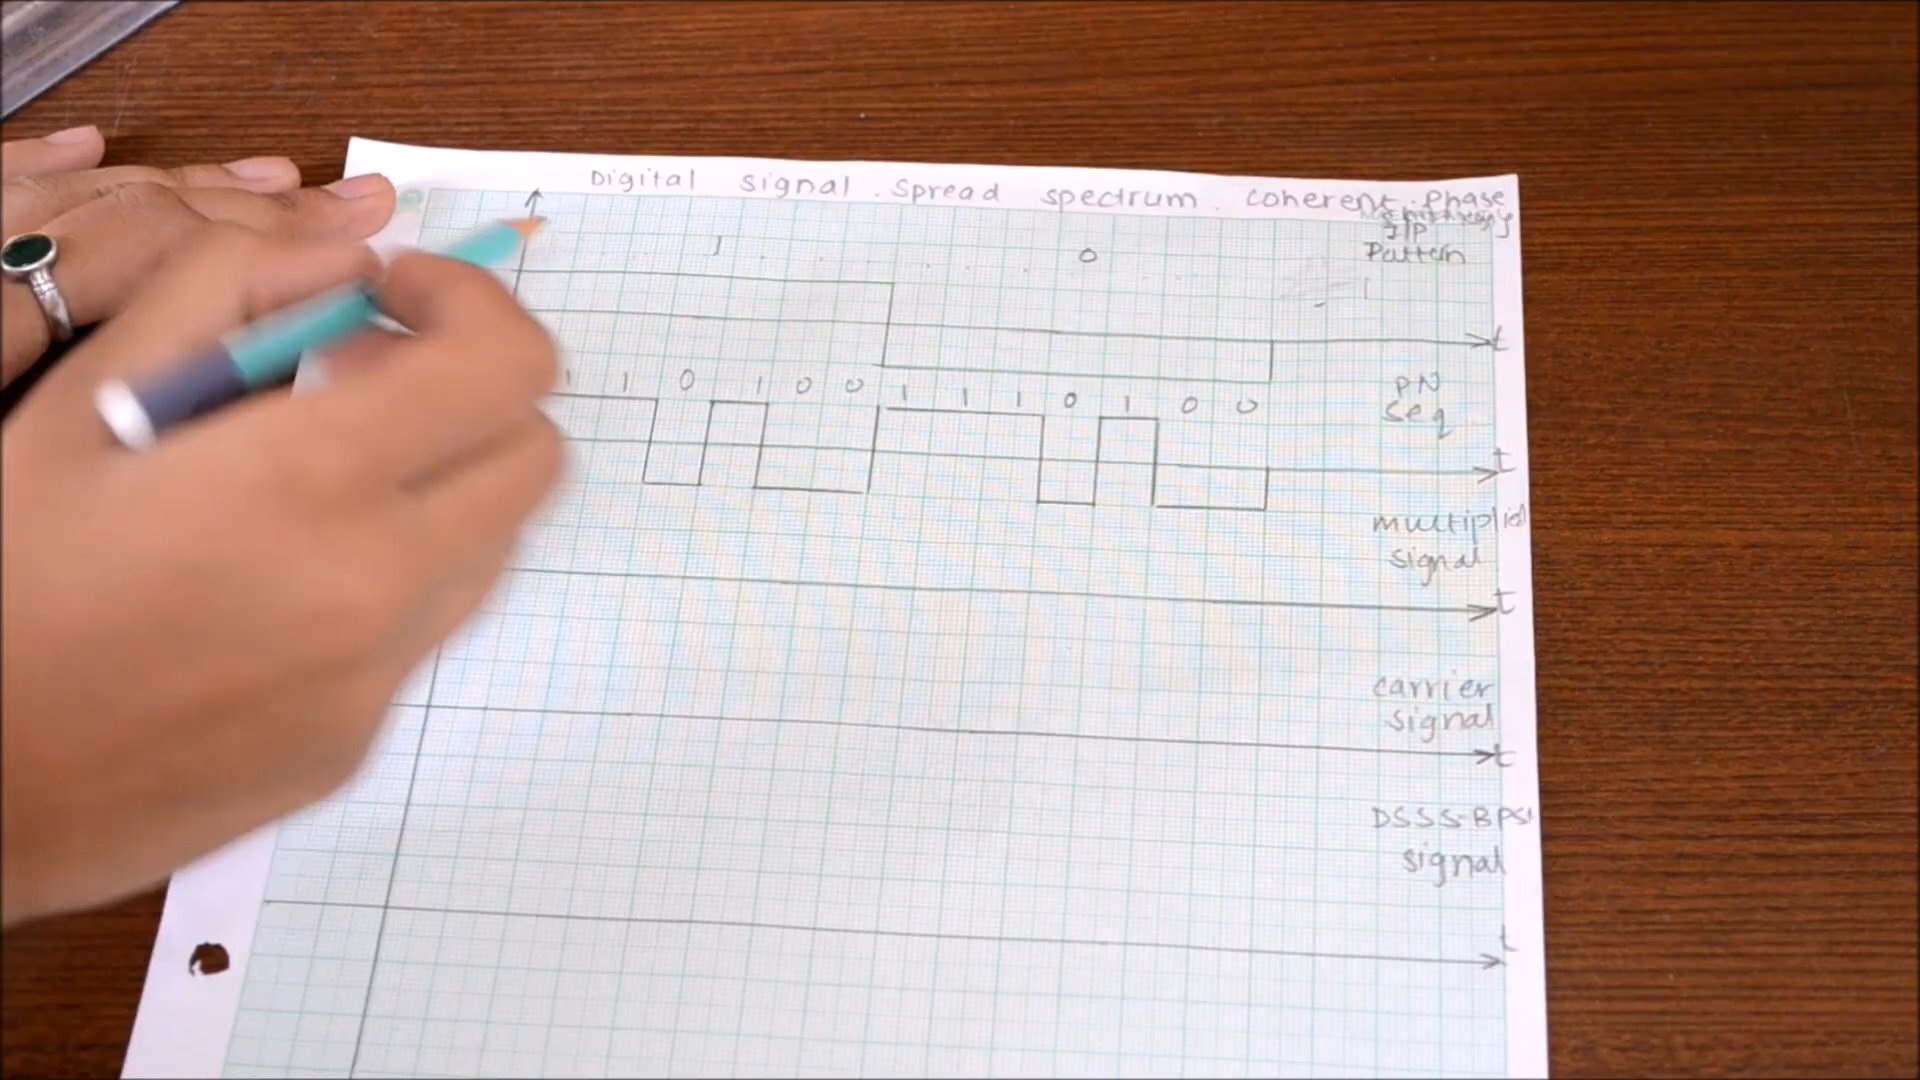 Digital signal . Spread spectrum . Coherent . Phase
I/P
1 0
Pattern
t
1 1 0 1 0 0 1 1 1 0 1 0 0
PN
Seq
t
multiplied
signal
t
carrier
signal
t
DSSS-BPS
signal
t